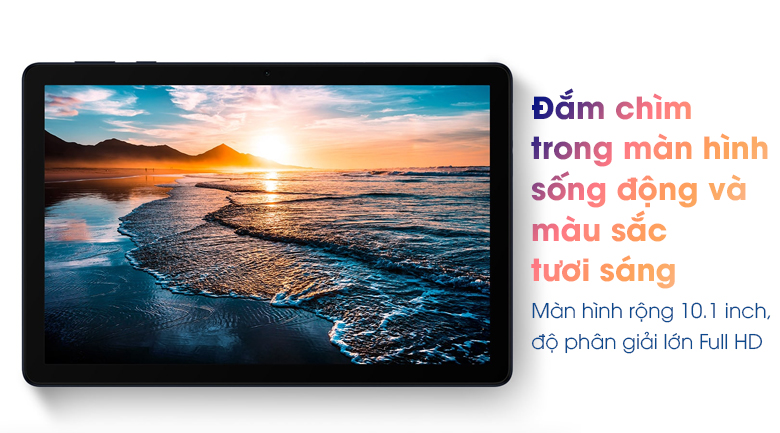 Đắm chìm
trong màn hình
sống động và
màu sắc
tươi sáng
Màn hình rộng 10.1 inch,
độ phân giải lớn Full HD